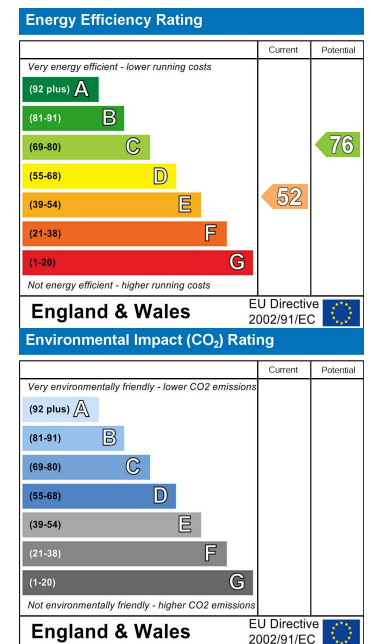 Energy Efficiency Rating
Current Potential
Very energy efficient - lower running costs
(92 plus) A
(81-91) B
(69-80) C
76
(55-68) D
(39-54) E
52
(21-38) F
(1-20) G
Not energy efficient - higher running costs
England & Wales
EU Directive
2002/91/EC
Environmental Impact (CO2) Rating
Current Potential
Very environmentally friendly - lower CO2 emissions
(92 plus) A
(81-91) B
(69-80) C
(55-68) D
(39-54) E
(21-38) F
(1-20) G
Not environmentally friendly - higher CO2 emissions
England & Wales
EU Directive
2002/91/EC